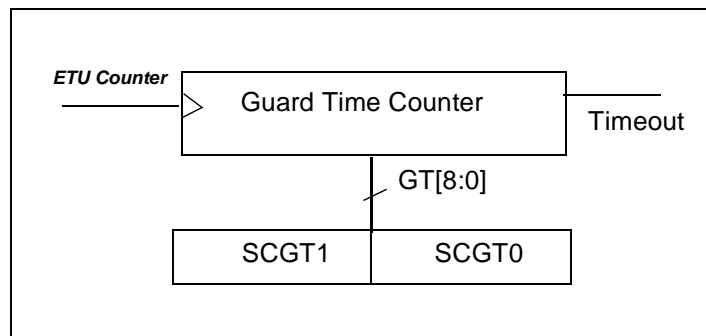 ETU Counter
Guard Time Counter
Timeout
GT[8:0]
SCGT1 SCGT0